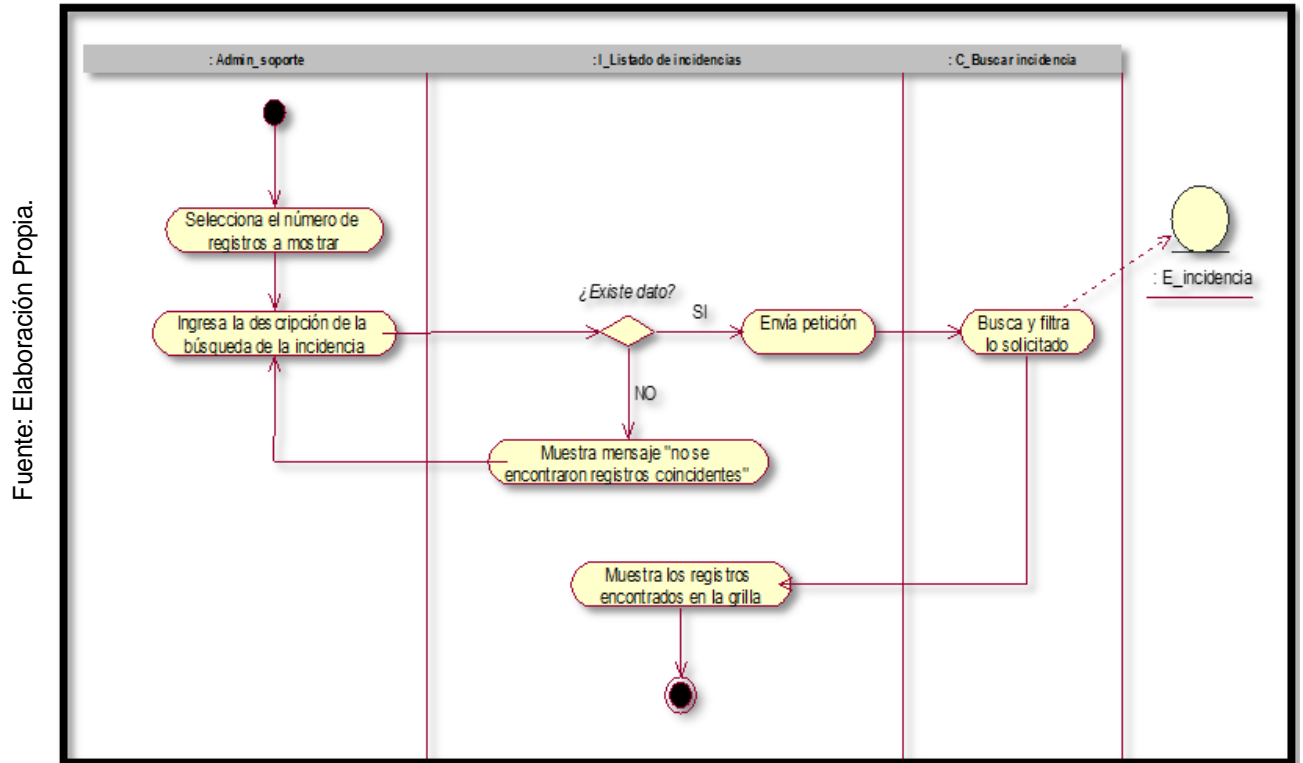 Fuente: Elaboración Propia.
: Admin_soporte
: I_Listado de incidencias
: C_Buscar incidencia
Selecciona el número de
registros a mostrar
Ingresa la descripción de la
búsqueda de la incidencia
¿Existe dato?
SI
Envía petición
Busca y filtra
lo solicitado
: E_incidencia
NO
Muestra mensaje "no se
encontraron registros coincidentes"
Muestra los registros
encontrados en la grilla